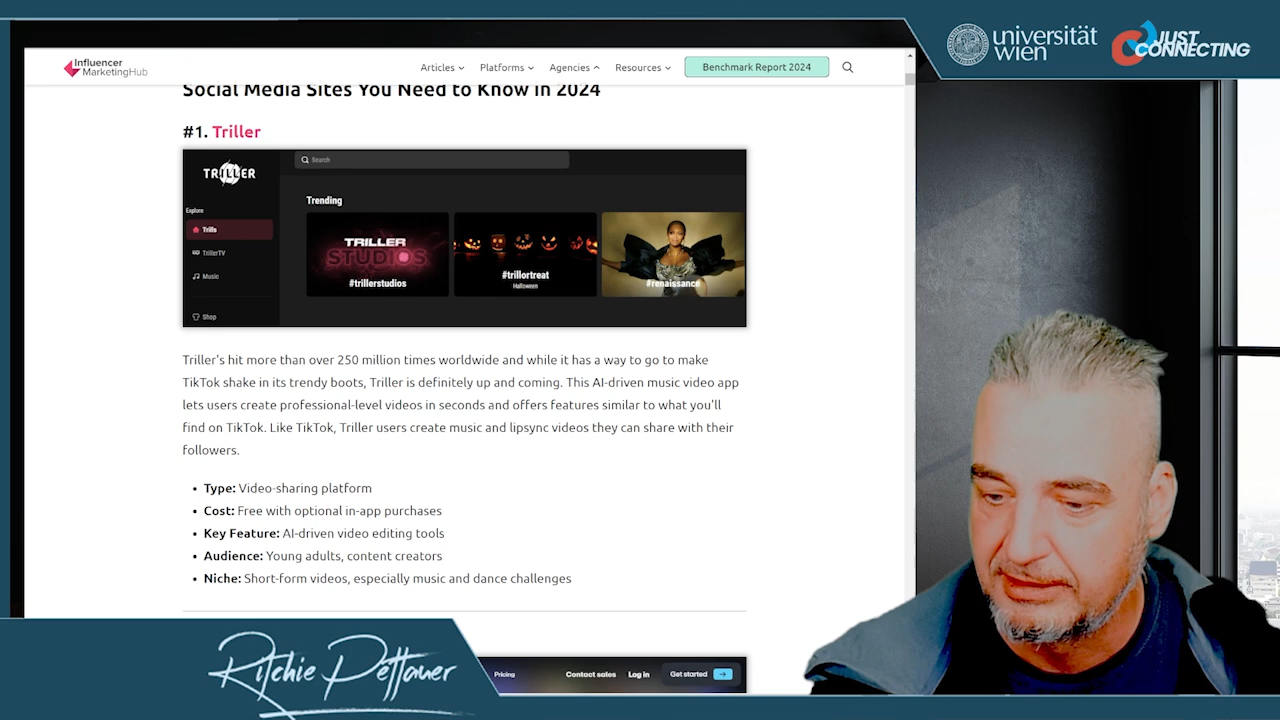 Influencer
MarketingHub
Articles
Platforms
Agencies
Resources
Benchmark Report 2024
universität
wien
JUST
CONNECTING
Social Media Sites You Need to Know in 2024
#1. Triller
TRILLER
Search
Explore
Trills
TrillerTV
Music
Shop
Trending
TRILLER
STUDIOS
#trillerstudios
#trillortreat
Halloween
#renaissance
Triller's hit more than over 250 million times worldwide and while it has a way to go to make
TikTok shake in its trendy boots, Triller is definitely up and coming. This AI-driven music video app
lets users create professional-level videos in seconds and offers features similar to what you'll
find on TikTok. Like TikTok, Triller users create music and lipsync videos they can share with their
followers.
• Type: Video-sharing platform
• Cost: Free with optional in-app purchases
• Key Feature: AI-driven video editing tools
• Audience: Young adults, content creators
• Niche: Short-form videos, especially music and dance challenges
Pricing
Contact sales
Log in
Get started →
Ritchie Pettauer